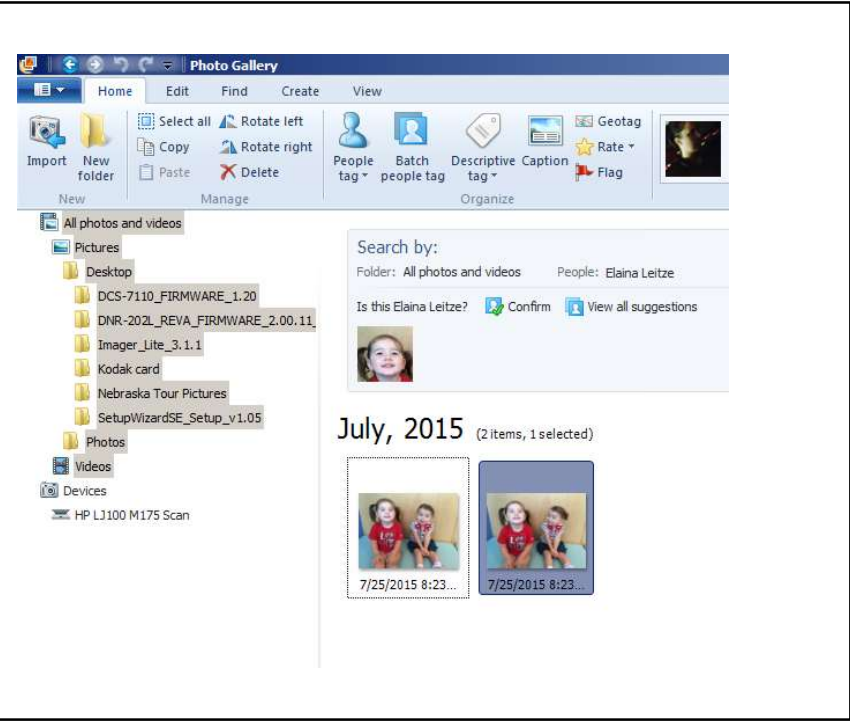 Photo Gallery
Home Edit Find Create View
Import
New folder
Select all
Copy
Paste
Rotate left
Rotate right
Delete
People tag
Batch people tag
Descriptive tag
Caption
Geotag
Rate
Flag
New Manage Organize
All photos and videos
Pictures
Desktop
DCS-7110_FIRMWARE_1.20
DNR-202L_REVA_FIRMWARE_2.00.11_
Imager_Lite_3.1.1
Kodak card
Nebraska Tour Pictures
SetupWizardSE_Setup_v1.05
Photos
Videos
Devices
HP LJ100 M175 Scan
Search by:
Folder: All photos and videos People: Elaina Leitze
Is this Elaina Leitze? Confirm View all suggestions
July, 2015 (2 items, 1 selected)
7/25/2015 8:23... 7/25/2015 8:23...